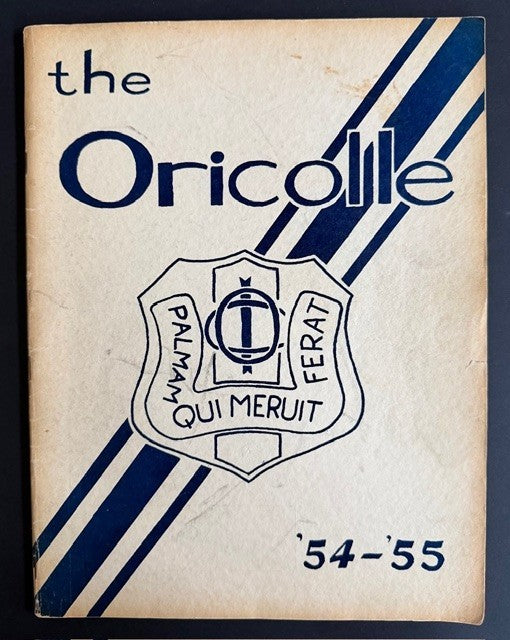 the
Oricolle
PALMAM
QUI MERUIT
FERAT
'54-'55